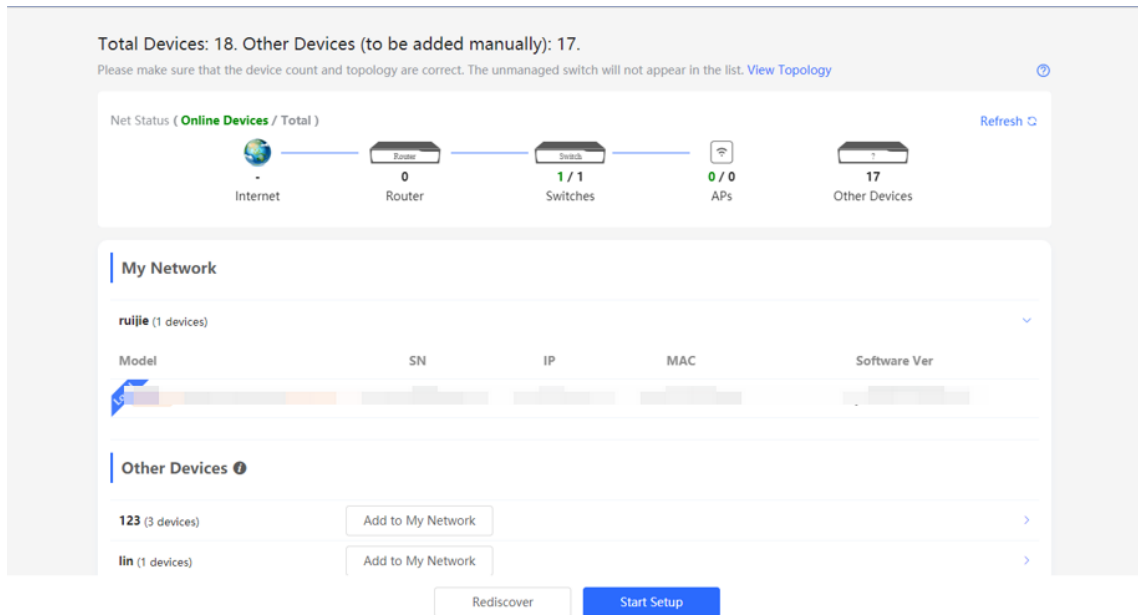 Total Devices: 18. Other Devices (to be added manually): 17.
Please make sure that the device count and topology are correct. The unmanaged switch will not appear in the list. View Topology
Net Status ( Online Devices / Total )
Refresh
Router
Switch
?
-
0
1 / 1
0 / 0
17
Internet
Router
Switches
APs
Other Devices
My Network
ruijie (1 devices)
Model SN IP MAC Software Ver
Other Devices
123 (3 devices) Add to My Network
lin (1 devices) Add to My Network
Rediscover Start Setup